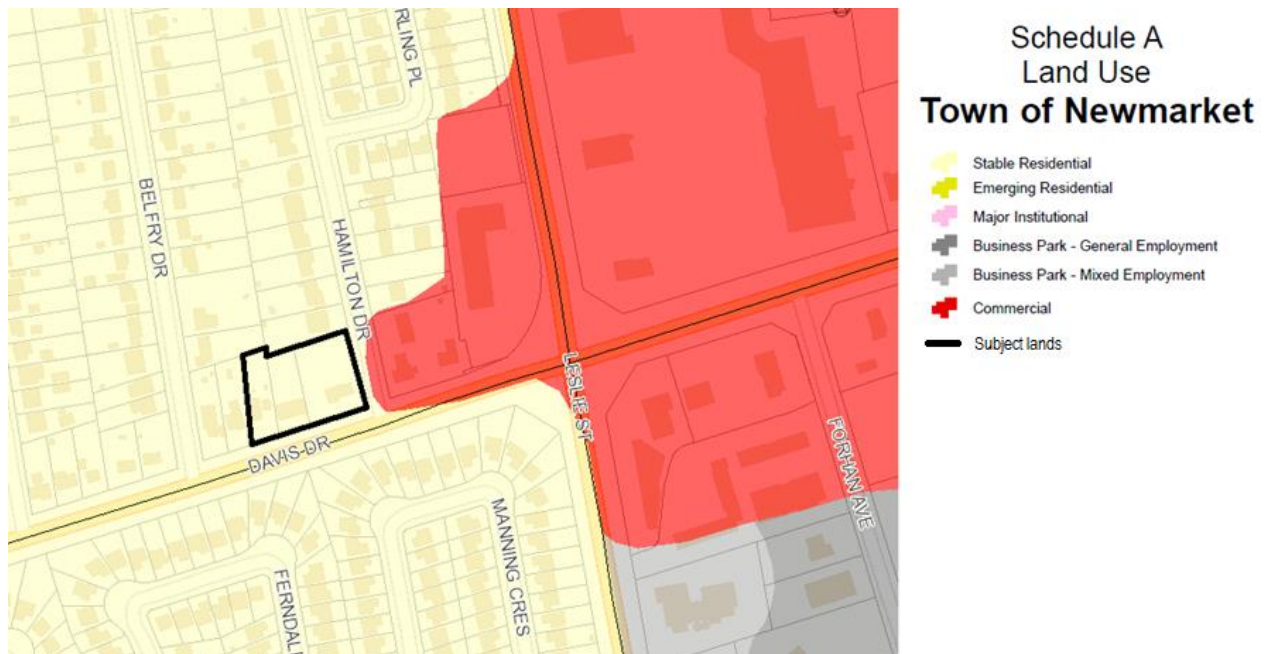 RLING PL
BELFRY DR
HAMILTON DR
DAVIS DR
LESLIE ST
FORHAN AVE
MANNING CRES
FERNDAL
Schedule A
Land Use
Town of Newmarket
Stable Residential
Emerging Residential
Major Institutional
Business Park - General Employment
Business Park - Mixed Employment
Commercial
Subject lands